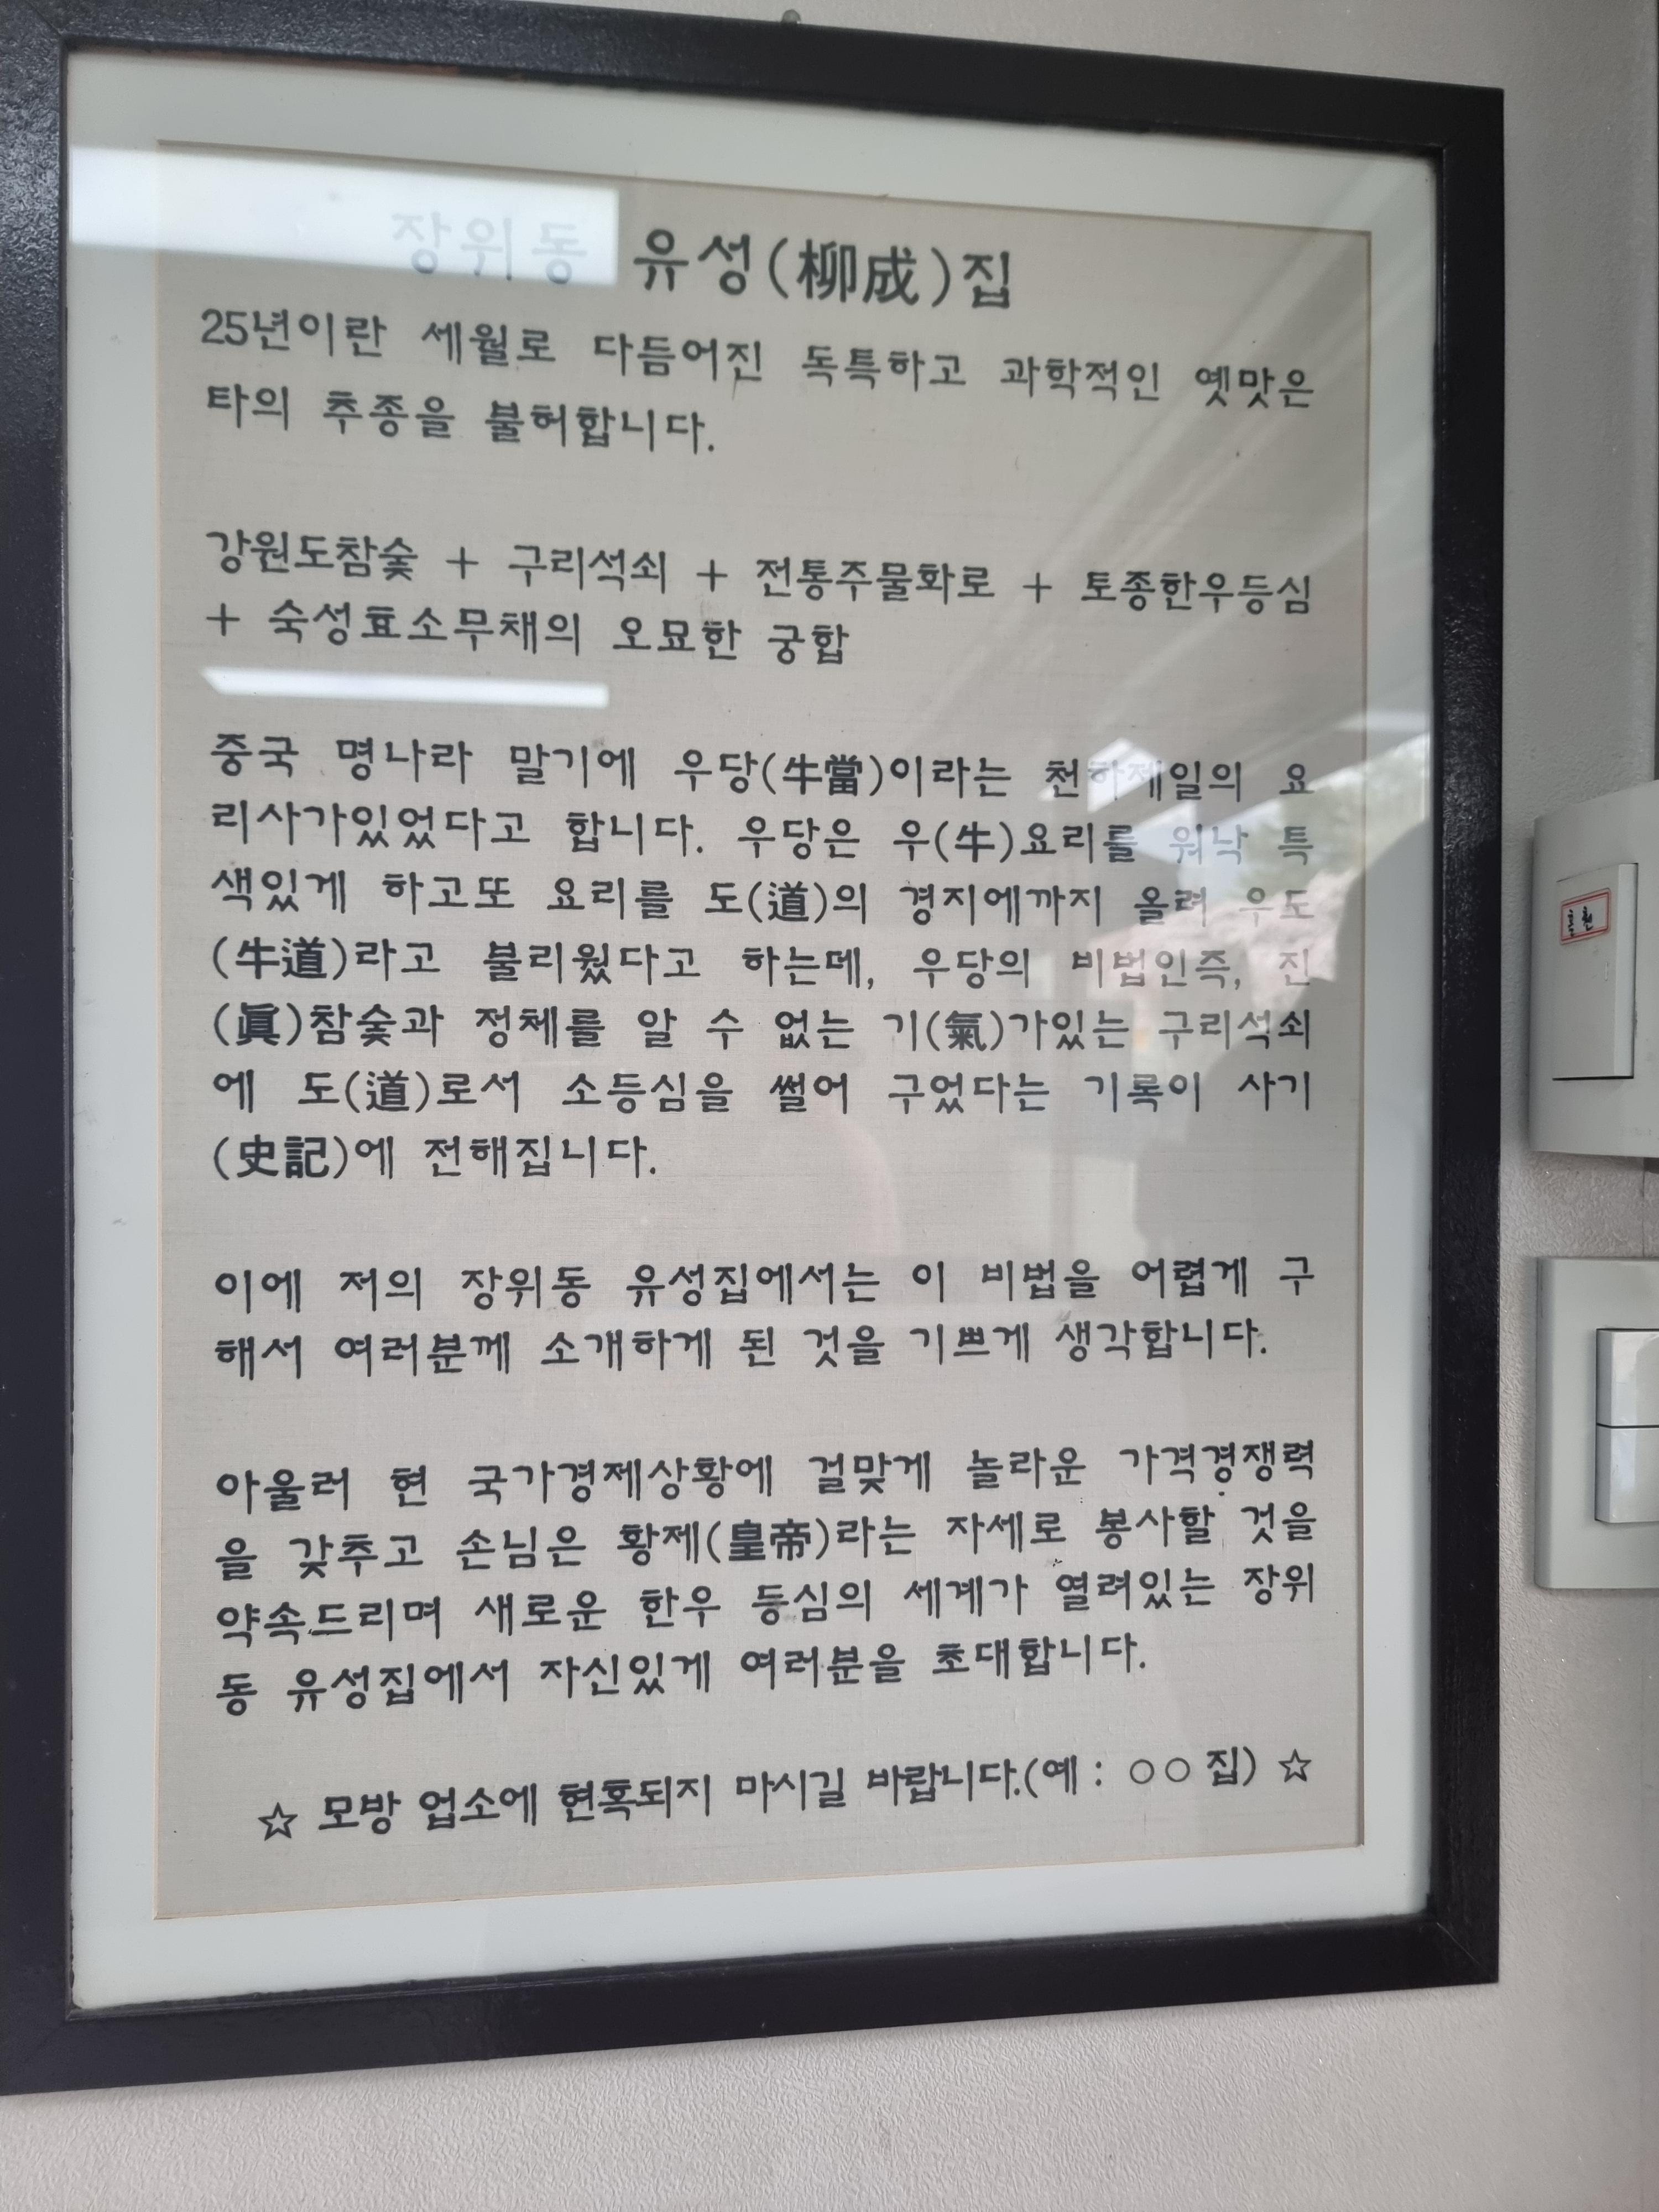 장위동 유성(柳成)집
25년이란 세월로 다듬어진 독특하고 과학적인 옛맛은
타의 추종을 불허합니다.
강원도참숯 + 구리석쇠 + 전통주물화로 + 토종한우등심
+ 숙성효소무채의 오묘한 궁합
중국 명나라 말기에 우당(牛當)이라는 천하제일의 요
리사가있었다고 합니다. 우당은 우(牛)요리를 워낙 특
색있게 하고또 요리를 도(道)의 경지에까지 올려 우도
(牛道)라고 불리웠다고 하는데, 우당의 비법인즉, 진
(眞)참숯과 정체를 알 수 없는 기(氣)가있는 구리석쇠
에 도(道)로서 소등심을 썰어 구었다는 기록이 사기
(史記)에 전해집니다.
이에 저의 장위동 유성집에서는 이 비법을 어렵게 구
해서 여러분께 소개하게 된 것을 기쁘게 생각합니다.
아울러 현 국가경제상황에 걸맞게 놀라운 가격경쟁력
을 갖추고 손님은 황제(皇帝)라는 자세로 봉사할 것을
약속드리며 새로운 한우 등심의 세계가 열려있는 장위
동 유성집에서 자신있게 여러분을 초대합니다.
☆ 모방 업소에 현혹되지 마시길 바랍니다.(예 : ○○ 집) ☆